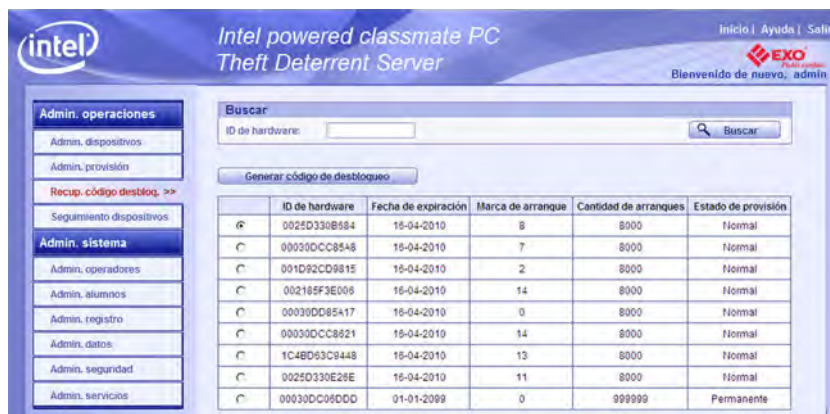 intel
Intel powered classmate PC
Theft Deterrent Server
Inicio | Ayuda | Salir
EXO
Bienvenido de nuevo, admin
Admin. operaciones
Admin. dispositivos
Admin. provisión
Recup. código desbloq. >>
Seguimiento dispositivos
Admin. sistema
Admin. operadores
Admin. alumnos
Admin. registro
Admin. datos
Admin. seguridad
Admin. servicios
Buscar
ID de hardware:
Buscar
Generar código de desbloqueo
ID de hardware Fecha de expiración Marca de arranque Cantidad de arranques Estado de provisión
0025D330B684 16-04-2010 8 8000 Normal
00030DCC85A8 16-04-2010 7 8000 Normal
001D92CD9815 16-04-2010 2 8000 Normal
002185F3E006 16-04-2010 14 8000 Normal
00030DD85A17 16-04-2010 0 8000 Normal
00030DCC8621 16-04-2010 14 8000 Normal
1C4BD63C9448 16-04-2010 13 8000 Normal
0025D330E26E 16-04-2010 11 8000 Normal
00030DC06DDD 01-01-2099 0 999999 Permanente